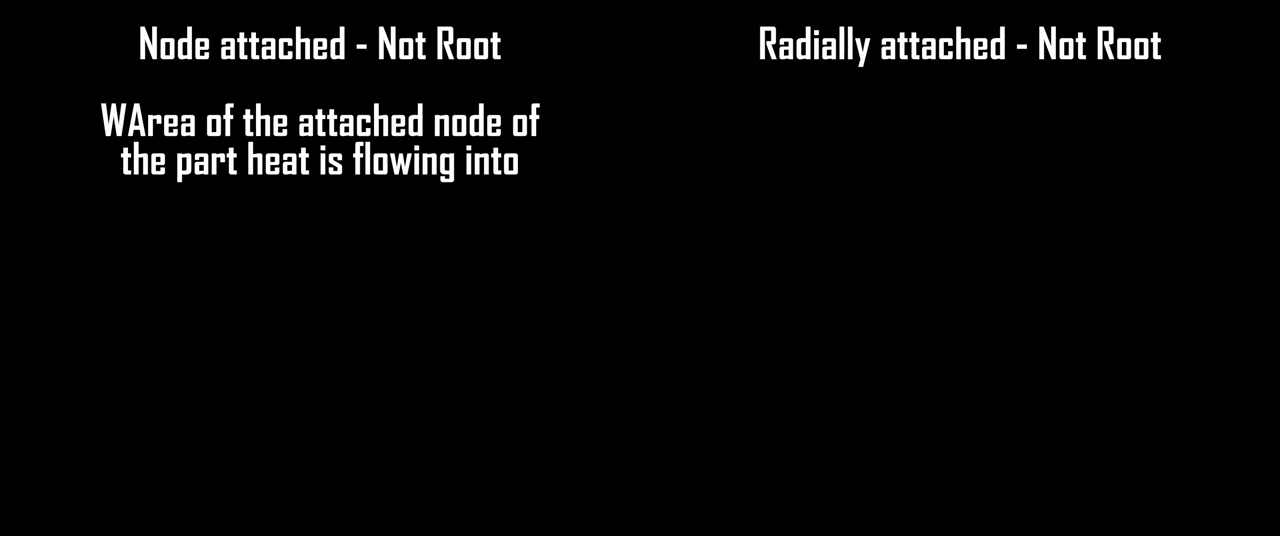 Node attached - Not Root
Radially attached - Not Root
WArea of the attached node of
the part heat is flowing into